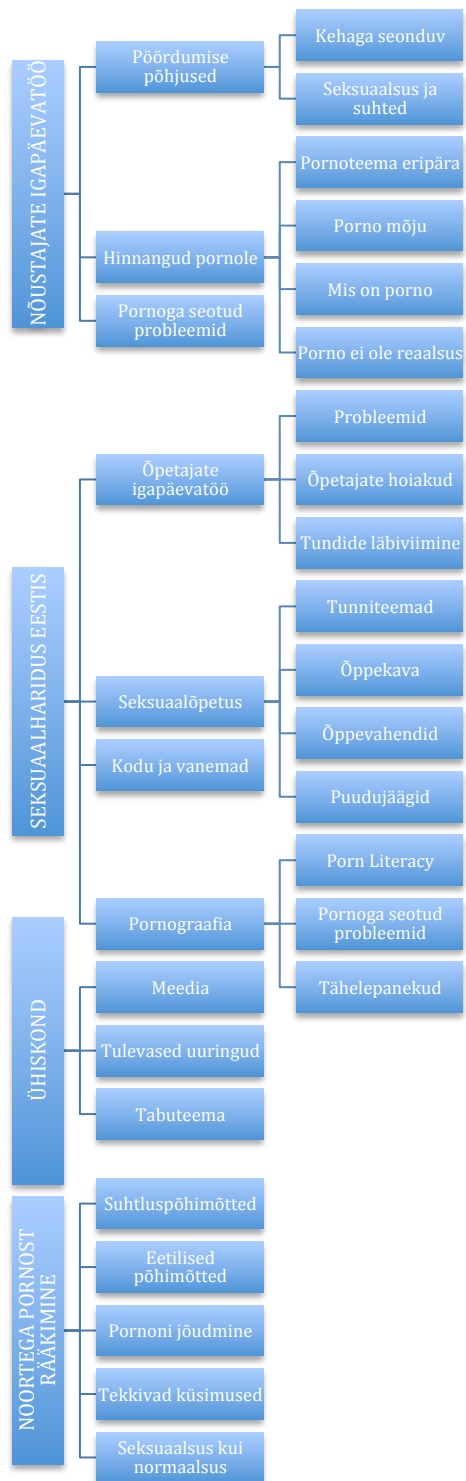 NÕUSTAJATE IGAPÄEVATÖÖ
Pöördumise
põhjused
Kehaga seonduv
Seksuaalsus ja
suhted
Hinnangud pornole
Pornoteema eripära
Porno mõju
Mis on porno
Porno ei ole reaalsus
Pornoga seotud
probleemid
SEKSUAALHARIDUS EESTIS
Õpetajate
igapäevatöö
Probleemid
Õpetajate hoiakud
Tundide läbiviimine
Seksuaalõpetus
Tunniteemad
Õppekava
Õppevahendid
Puudujäägid
Kodu ja vanemad
Pornograafia
Porn Literacy
Pornoga seotud
probleemid
Tähelepanekud
ÜHISKOND
Meedia
Tulevased uuringud
Tabuteema
NOORTEGA PORNOST
RÄÄKIMINE
Suhtluspõhimõtted
Eetilised
põhimõtted
Pornoni jõudmine
Tekkivad küsimused
Seksuaalsus kui
normaalsus